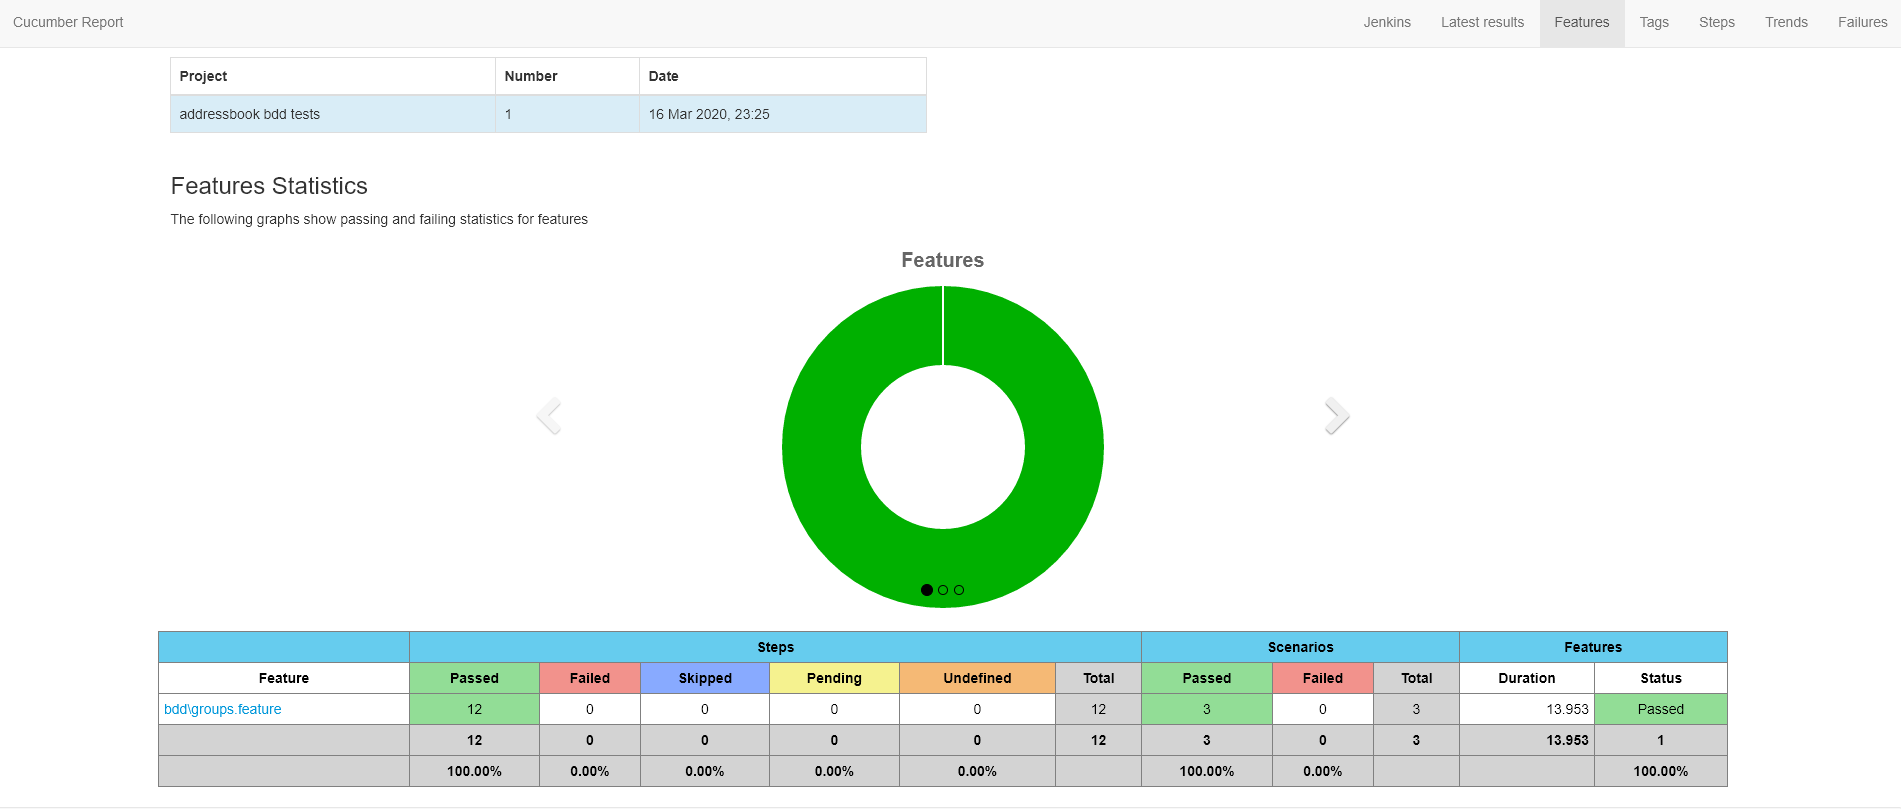 Cucumber Report Jenkins Latest results Features Tags Steps Trends Failures
Project Number Date
addressbook bdd tests 1 16 Mar 2020, 23:25
Features Statistics
The following graphs show passing and failing statistics for features
Features
Steps Scenarios Features
Feature Passed Failed Skipped Pending Undefined Total Passed Failed Total Duration Status
bdd\groups.feature 12 0 0 0 0 12 3 0 3 13.953 Passed
12 0 0 0 0 12 3 0 3 13.953 1
100.00% 0.00% 0.00% 0.00% 0.00% 100.00% 0.00% 100.00%